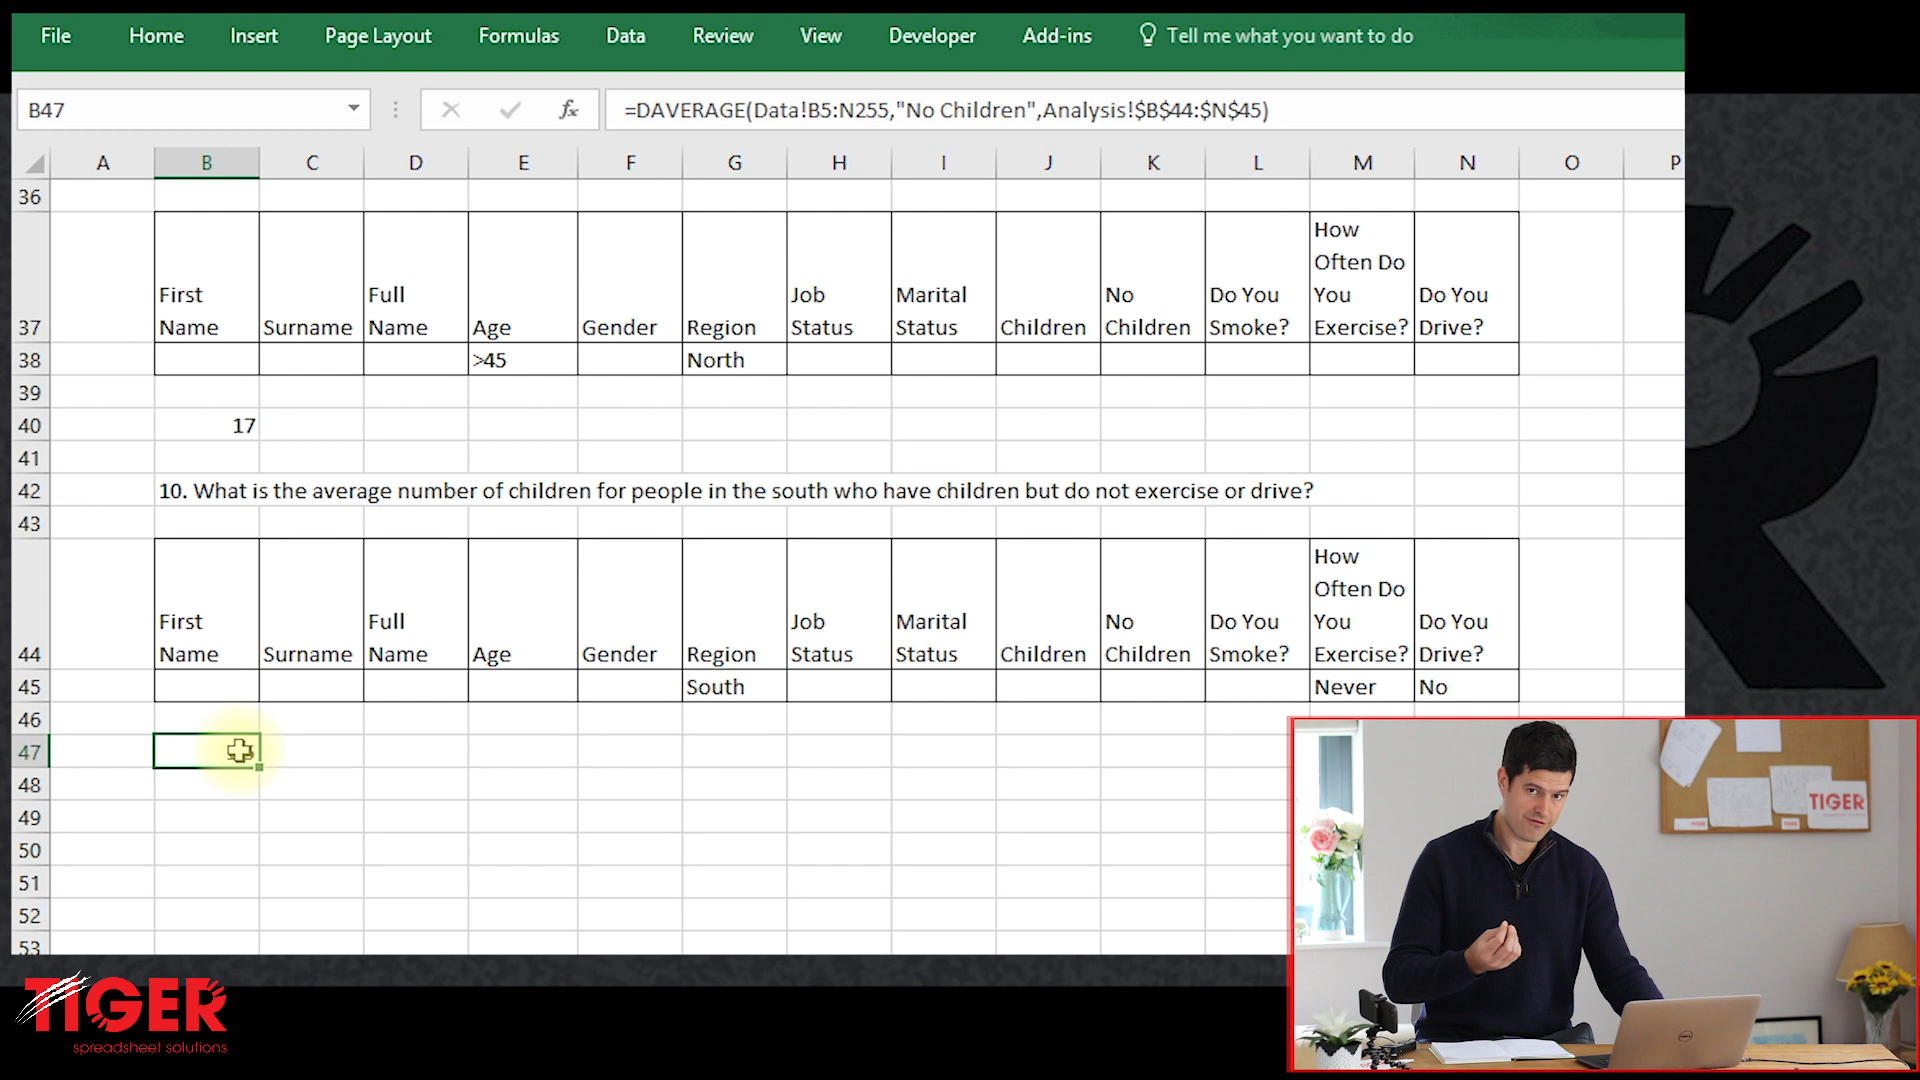 File Home Insert Page Layout Formulas Data Review View Developer Add-ins Tell me what you want to do
B47 fx =DAVERAGE(Data!B5:N255,"No Children",Analysis!$B$44:$N$45)
A B C D E F G H I J K L M N O P
36
37 First Name Surname Full Name Age Gender Region Job Status Marital Status Children No Children Do You Smoke? How Often Do You Exercise? Do You Drive?
38 >45 North
39
40 17
41
42 10. What is the average number of children for people in the south who have children but do not exercise or drive?
43
44 First Name Surname Full Name Age Gender Region Job Status Marital Status Children No Children Do You Smoke? How Often Do You Exercise? Do You Drive?
45 South Never No
46
47
48
49
50
51
52
53
TIGER
TIGER
spreadsheet solutions